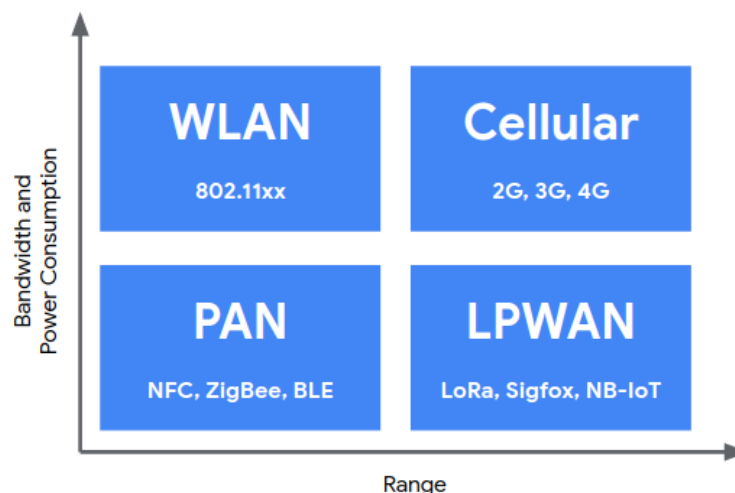 Bandwidth and
Power Consumption
WLAN
802.11xx
Cellular
2G, 3G, 4G
PAN
NFC, ZigBee, BLE
LPWAN
LoRa, Sigfox, NB-IoT
Range